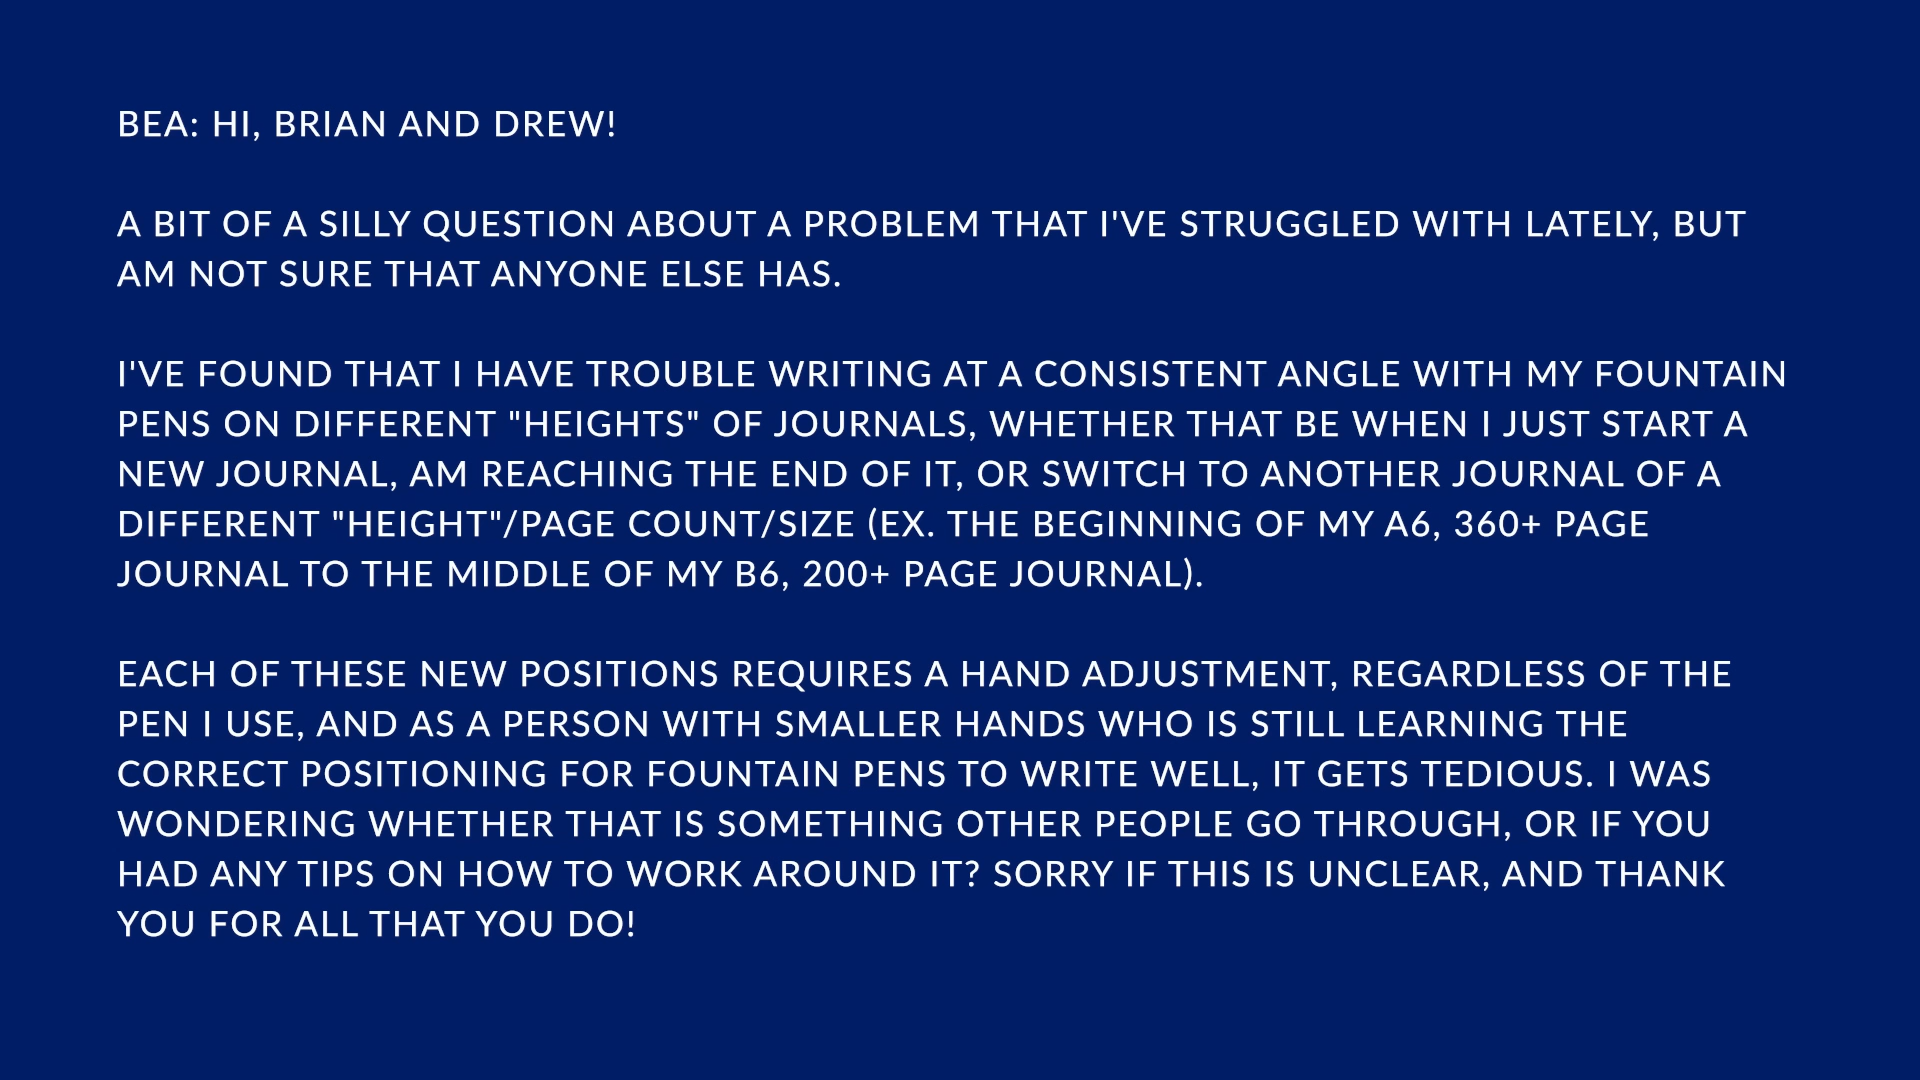 BEA: HI, BRIAN AND DREW!
A BIT OF A SILLY QUESTION ABOUT A PROBLEM THAT I'VE STRUGGLED WITH LATELY, BUT
AM NOT SURE THAT ANYONE ELSE HAS.
I'VE FOUND THAT I HAVE TROUBLE WRITING AT A CONSISTENT ANGLE WITH MY FOUNTAIN
PENS ON DIFFERENT "HEIGHTS" OF JOURNALS, WHETHER THAT BE WHEN I JUST START A
NEW JOURNAL, AM REACHING THE END OF IT, OR SWITCH TO ANOTHER JOURNAL OF A
DIFFERENT "HEIGHT"/PAGE COUNT/SIZE (EX. THE BEGINNING OF MY A6, 360+ PAGE
JOURNAL TO THE MIDDLE OF MY B6, 200+ PAGE JOURNAL).
EACH OF THESE NEW POSITIONS REQUIRES A HAND ADJUSTMENT, REGARDLESS OF THE
PEN I USE, AND AS A PERSON WITH SMALLER HANDS WHO IS STILL LEARNING THE
CORRECT POSITIONING FOR FOUNTAIN PENS TO WRITE WELL, IT GETS TEDIOUS. I WAS
WONDERING WHETHER THAT IS SOMETHING OTHER PEOPLE GO THROUGH, OR IF YOU
HAD ANY TIPS ON HOW TO WORK AROUND IT? SORRY IF THIS IS UNCLEAR, AND THANK
YOU FOR ALL THAT YOU DO!